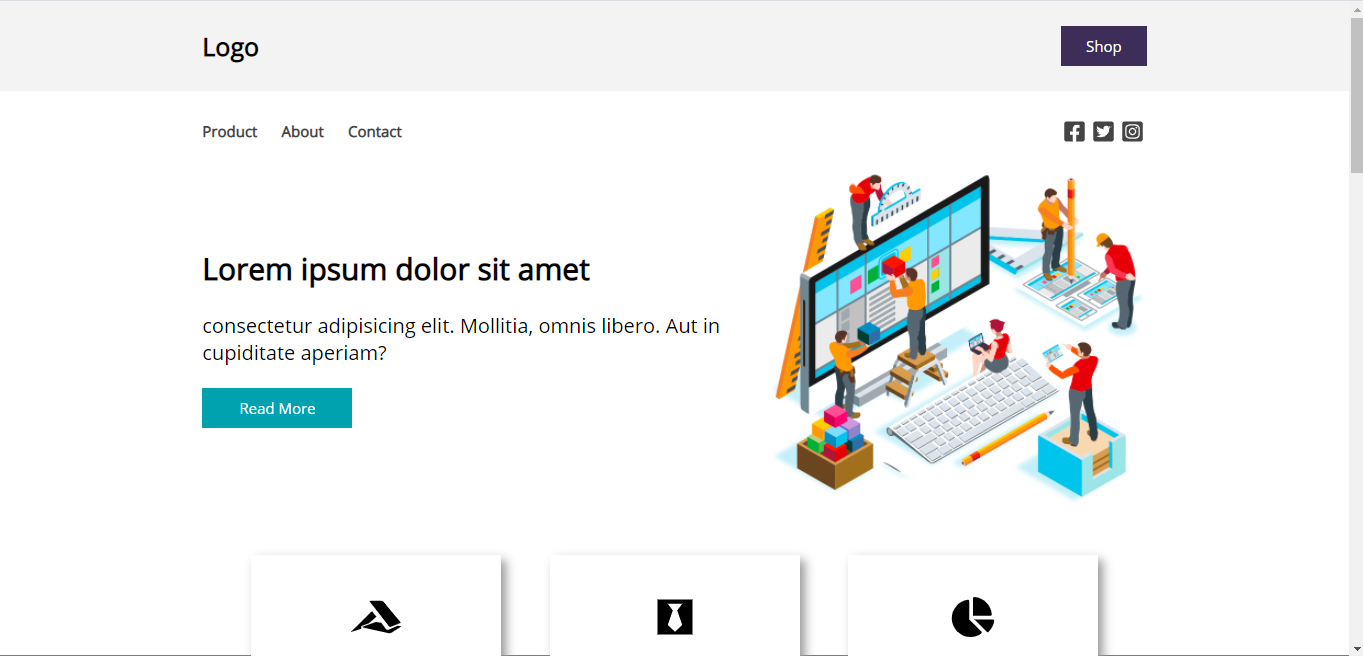 Logo
Shop
Product About Contact
Lorem ipsum dolor sit amet
consectetur adipisicing elit. Mollitia, omnis libero. Aut in
cupiditate aperiam?
Read More